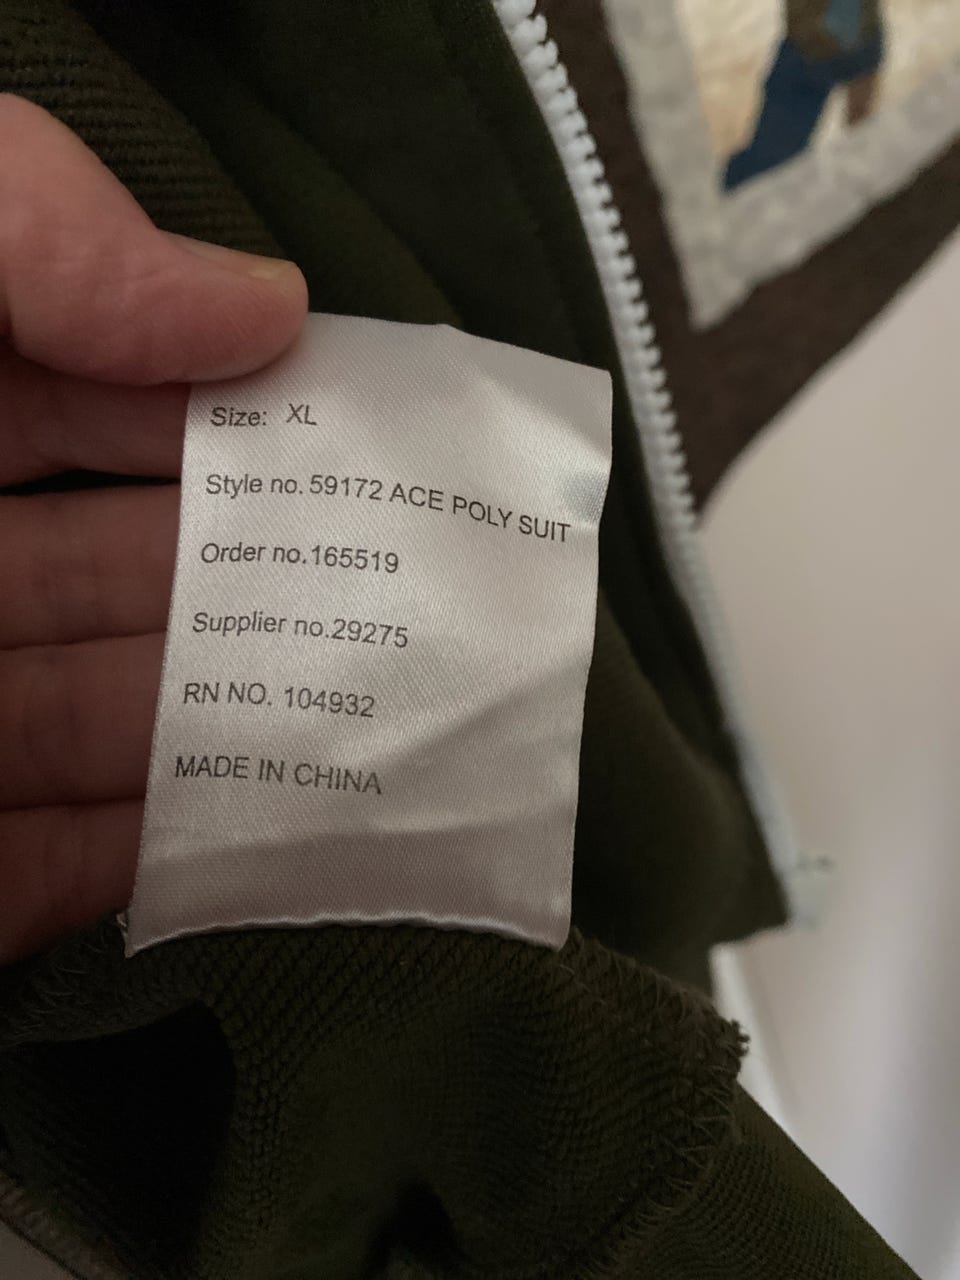 Size: XL
Style no. 59172 ACE POLY SUIT
Order no.165519
Supplier no.29275
RN NO. 104932
MADE IN CHINA